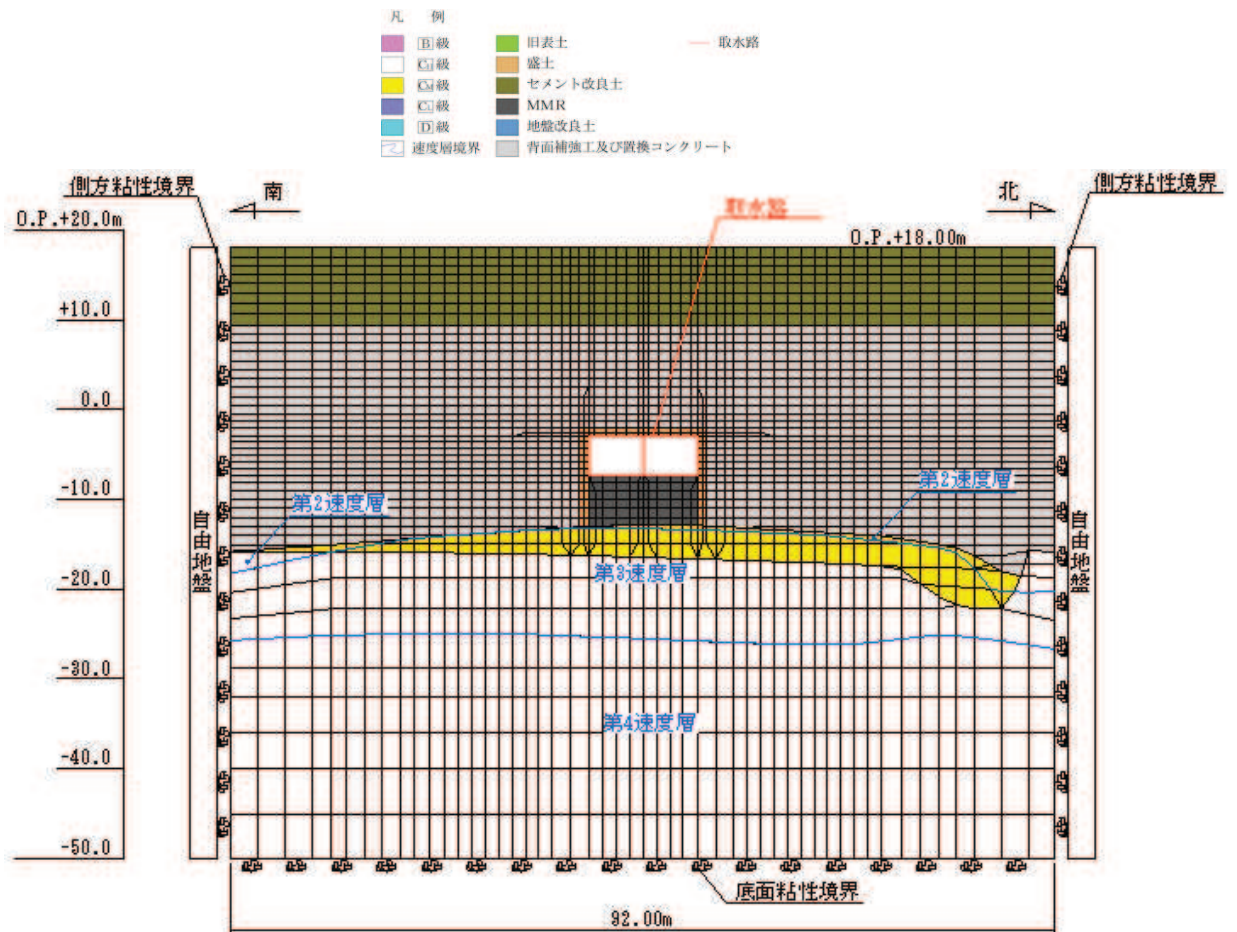 凡 例
B級 旧表土 取水路
CH級 盛土
CM級 セメント改良土
CL級 MMR
D級 地盤改良土
速度層境界 背面補強工及び置換コンクリート
側方粘性境界
側方粘性境界
南
北
取水路
O.P.+20.0m
O.P.+18.00m
+10.0
0.0
-10.0
第2速度層
第2速度層
自由地盤
自由地盤
-20.0
第3速度層
-30.0
第4速度層
-40.0
-50.0
底面粘性境界
92.00m